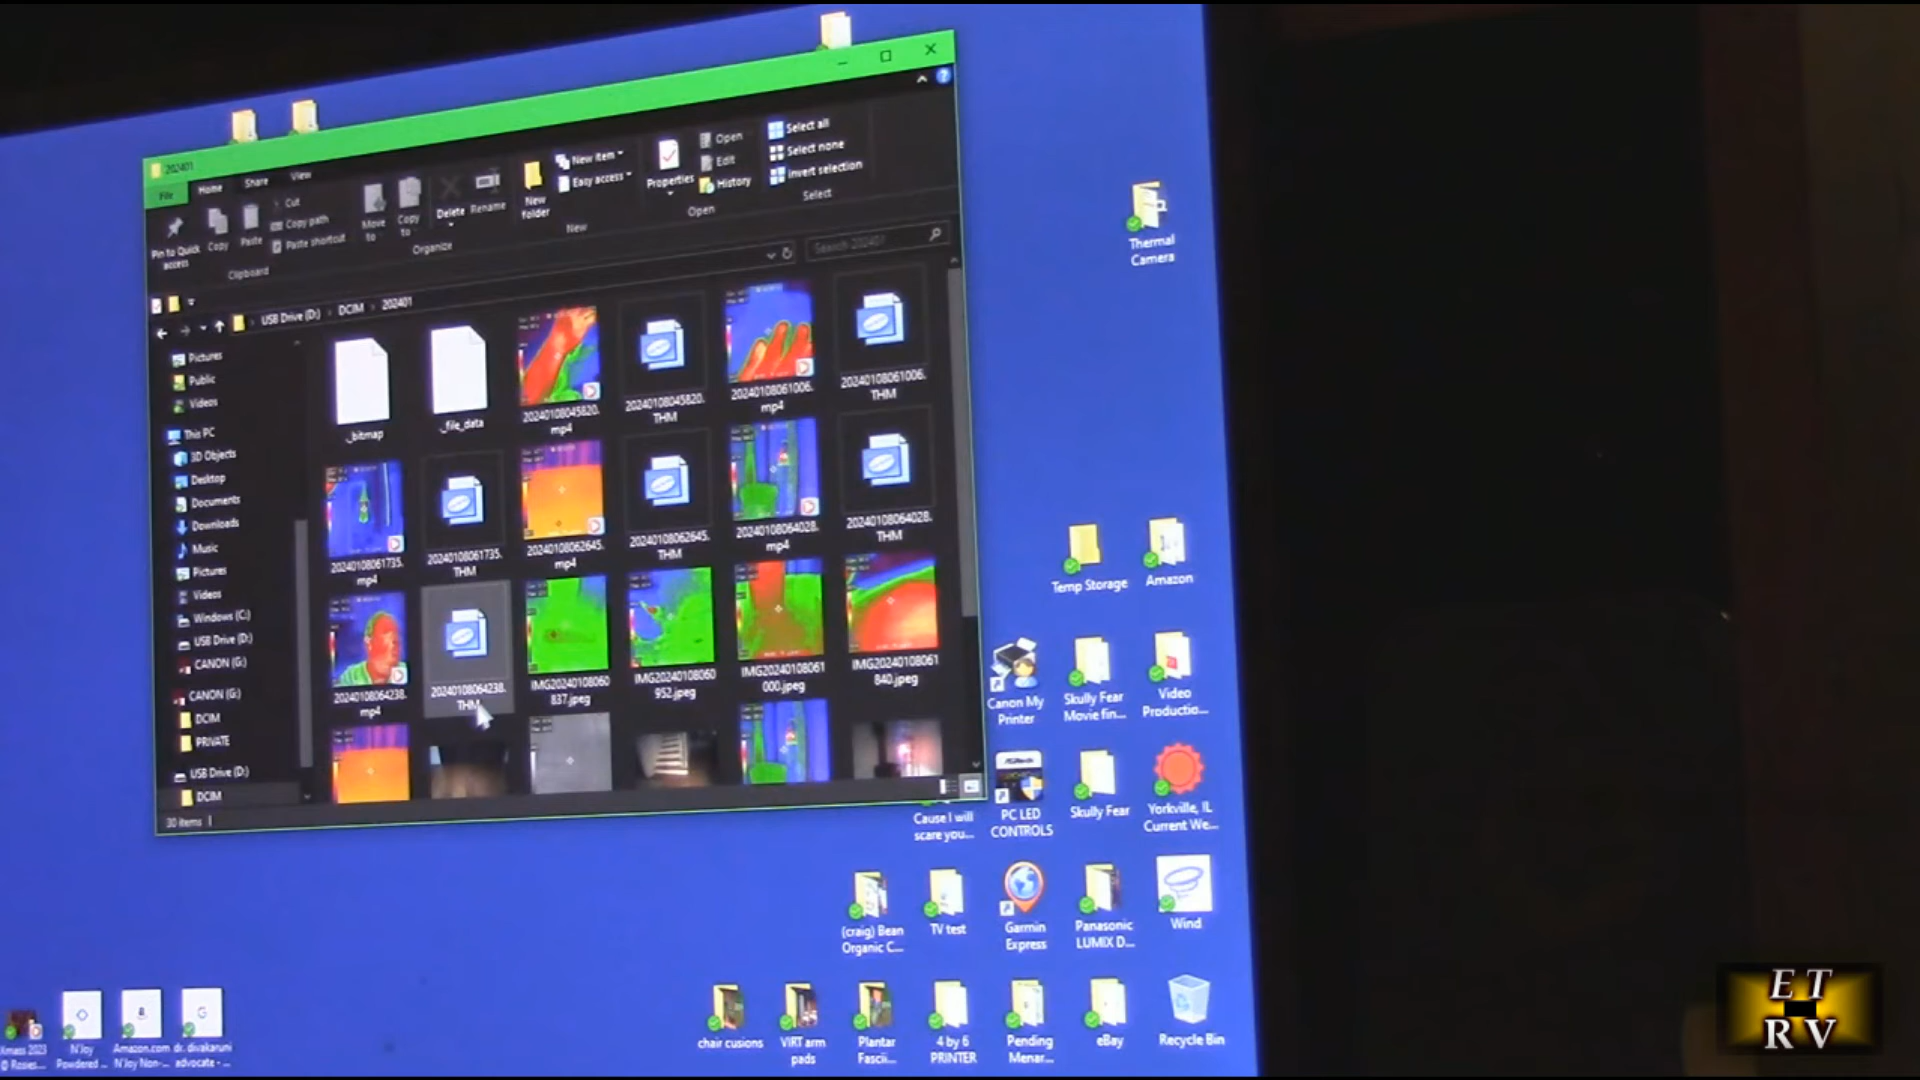 202401
File
Home
Share
View
Pin to Quick
access
Copy
Paste
Cut
Copy path
Paste shortcut
Clipboard
Move
to
Copy
to
Delete
Rename
Organize
New
folder
New item
Easy access
New
Properties
Open
Edit
History
Open
Select all
Select none
Invert selection
Select
USB Drive (D:)
DCIM
202401
Search 202401
Pictures
Public
Videos
This PC
3D Objects
Desktop
Documents
Downloads
Music
Pictures
Videos
Windows (C:)
USB Drive (D:)
CANON (G:)
CANON (G:)
DCIM
PRIVATE
USB Drive (D:)
DCIM
30 items
._bitmap
._file_data
20240108045820.
mp4
20240108045820.
THM
20240108061006.
mp4
20240108061006.
THM
20240108061735.
mp4
20240108061735.
THM
20240108062645.
mp4
20240108062645.
THM
20240108064028.
mp4
20240108064028.
THM
20240108064238.
mp4
20240108064238.
THM
IMG20240108060
837.jpeg
IMG20240108060
952.jpeg
IMG20240108061
000.jpeg
IMG20240108061
840.jpeg
Thermal
Camera
Temp Storage
Amazon
Canon My
Printer
Skully Fear
Movie fin...
Video
Productio...
Cause I will
scare you...
PC LED
CONTROLS
Skully Fear
Yorkville, IL
Current We...
(craig) Bean
Organic C...
TV test
Garmin
Express
Panasonic
LUMIX D...
Wind
chair cusions
VIRT arm
pads
Plantar
Fascii...
4 by 6
PRINTER
Pending
Menar...
eBay
Recycle Bin
Xmass 2023
@ Rosies...
N'Joy
Powdered ...
Amazon.com
N'Joy Non-...
dr. divakaruni
advocate - ...
E T
R V